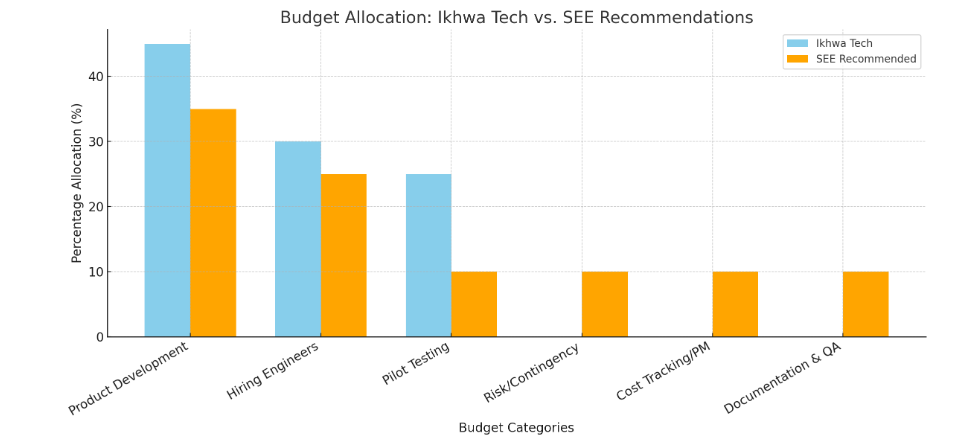 Budget Allocation: Ikhwa Tech vs. SEE Recommendations
Ikhwa Tech
SEE Recommended
Percentage Allocation (%)
40
30
20
10
0
Product Development
Hiring Engineers
Pilot Testing
Risk/Contingency
Cost Tracking/PM
Documentation & QA
Budget Categories